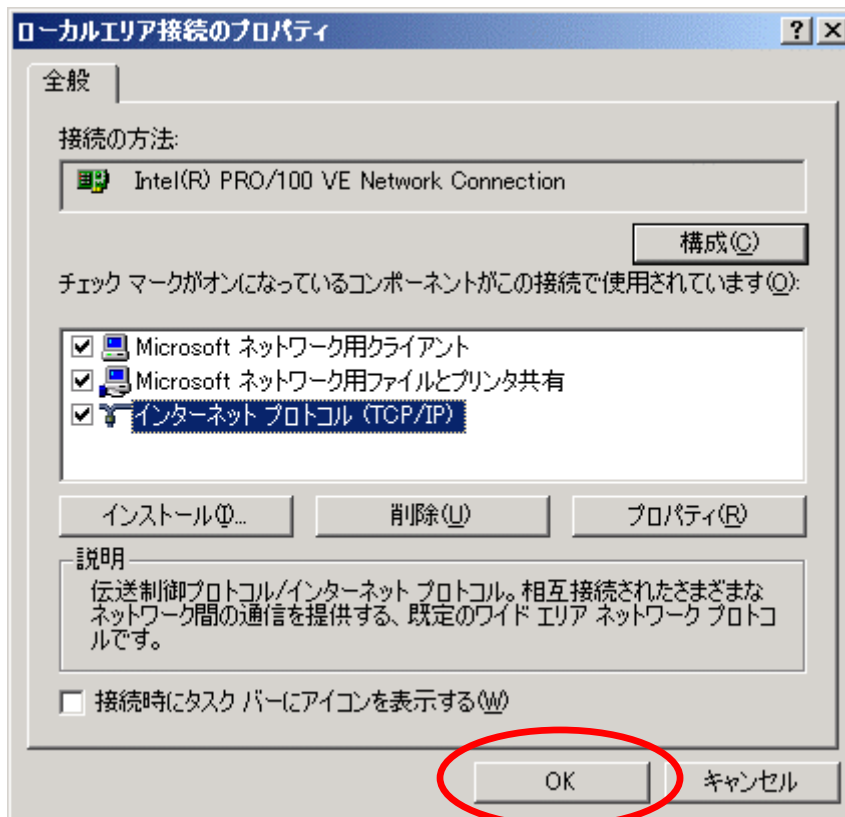 ローカルエリア接続のプロパティ
全般
接続の方法:
Intel(R) PRO/100 VE Network Connection
構成(C)
チェック マークがオンになっているコンポーネントがこの接続で使用されています(O):
Microsoft ネットワーク用クライアント
Microsoft ネットワーク用ファイルとプリンタ共有
インターネット プロトコル (TCP/IP)
インストール(I)... 削除(U) プロパティ(R)
説明
伝送制御プロトコル/インターネット プロトコル。相互接続されたさまざまな
ネットワーク間の通信を提供する、既定のワイド エリア ネットワーク プロトコ
ルです。
接続時にタスク バーにアイコンを表示する(W)
OK キャンセル